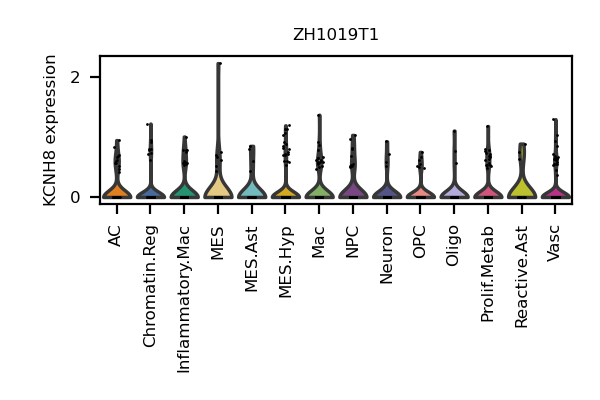 ZH1019T1
KCNH8 expression
2
0
AC
Chromatin.Reg
Inflammatory.Mac
MES
MES.Ast
MES.Hyp
Mac
NPC
Neuron
OPC
Oligo
Prolif.Metab
Reactive.Ast
Vasc